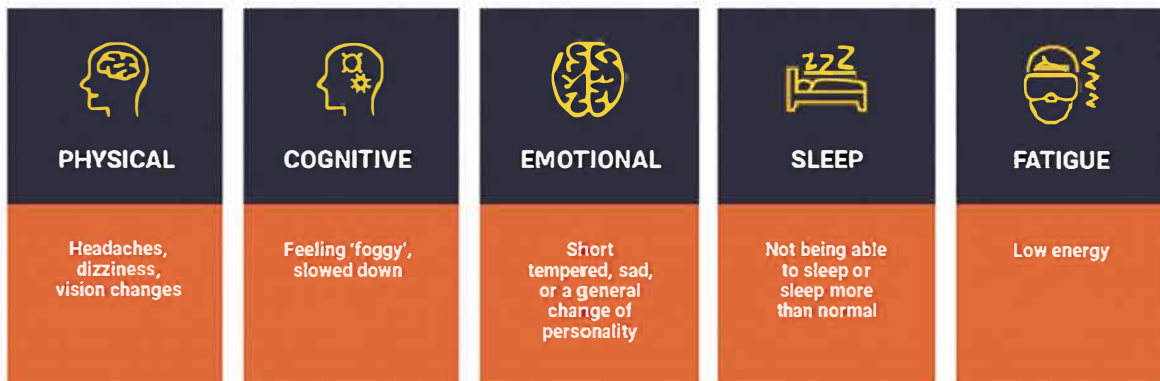 PHYSICAL
Headaches,
dizziness,
vision changes
COGNITIVE
Feeling ‘foggy’,
slowed down
EMOTIONAL
Short
tempered, sad,
or a general
change of
personality
zzZ
SLEEP
Not being able
to sleep or
sleep more
than normal
FATIGUE
Low energy